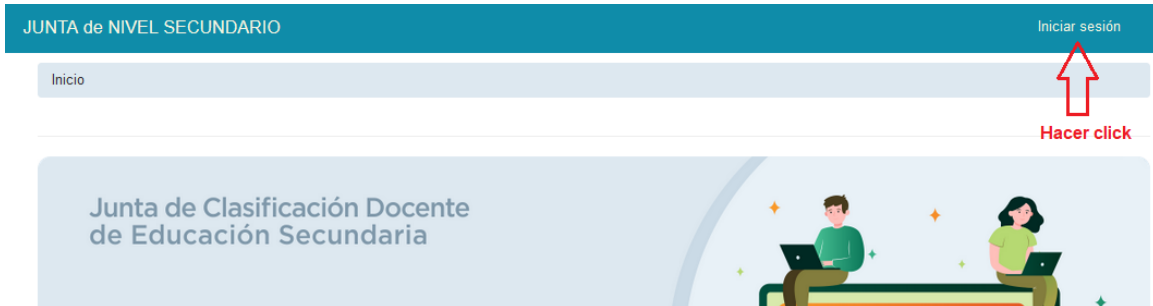 JUNTA de NIVEL SECUNDARIO
Iniciar sesión
Inicio
Hacer click
Junta de Clasificación Docente
de Educación Secundaria